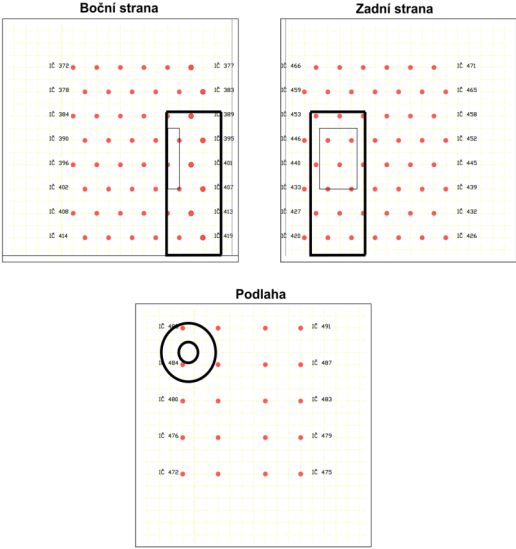 Boční strana
IČ 372 IČ 377
IČ 378 IČ 383
IČ 384 IČ 389
IČ 390 IČ 395
IČ 396 IČ 401
IČ 402 IČ 407
IČ 408 IČ 413
IČ 414 IČ 419
Zadní strana
IČ 466 IČ 471
IČ 459 IČ 465
IČ 453 IČ 458
IČ 446 IČ 452
IČ 440 IČ 445
IČ 433 IČ 439
IČ 427 IČ 432
IČ 420 IČ 426
Podlaha
IČ IČ 491
IČ 484 IČ 487
IČ 480 IČ 483
IČ 476 IČ 479
IČ 472 IČ 475